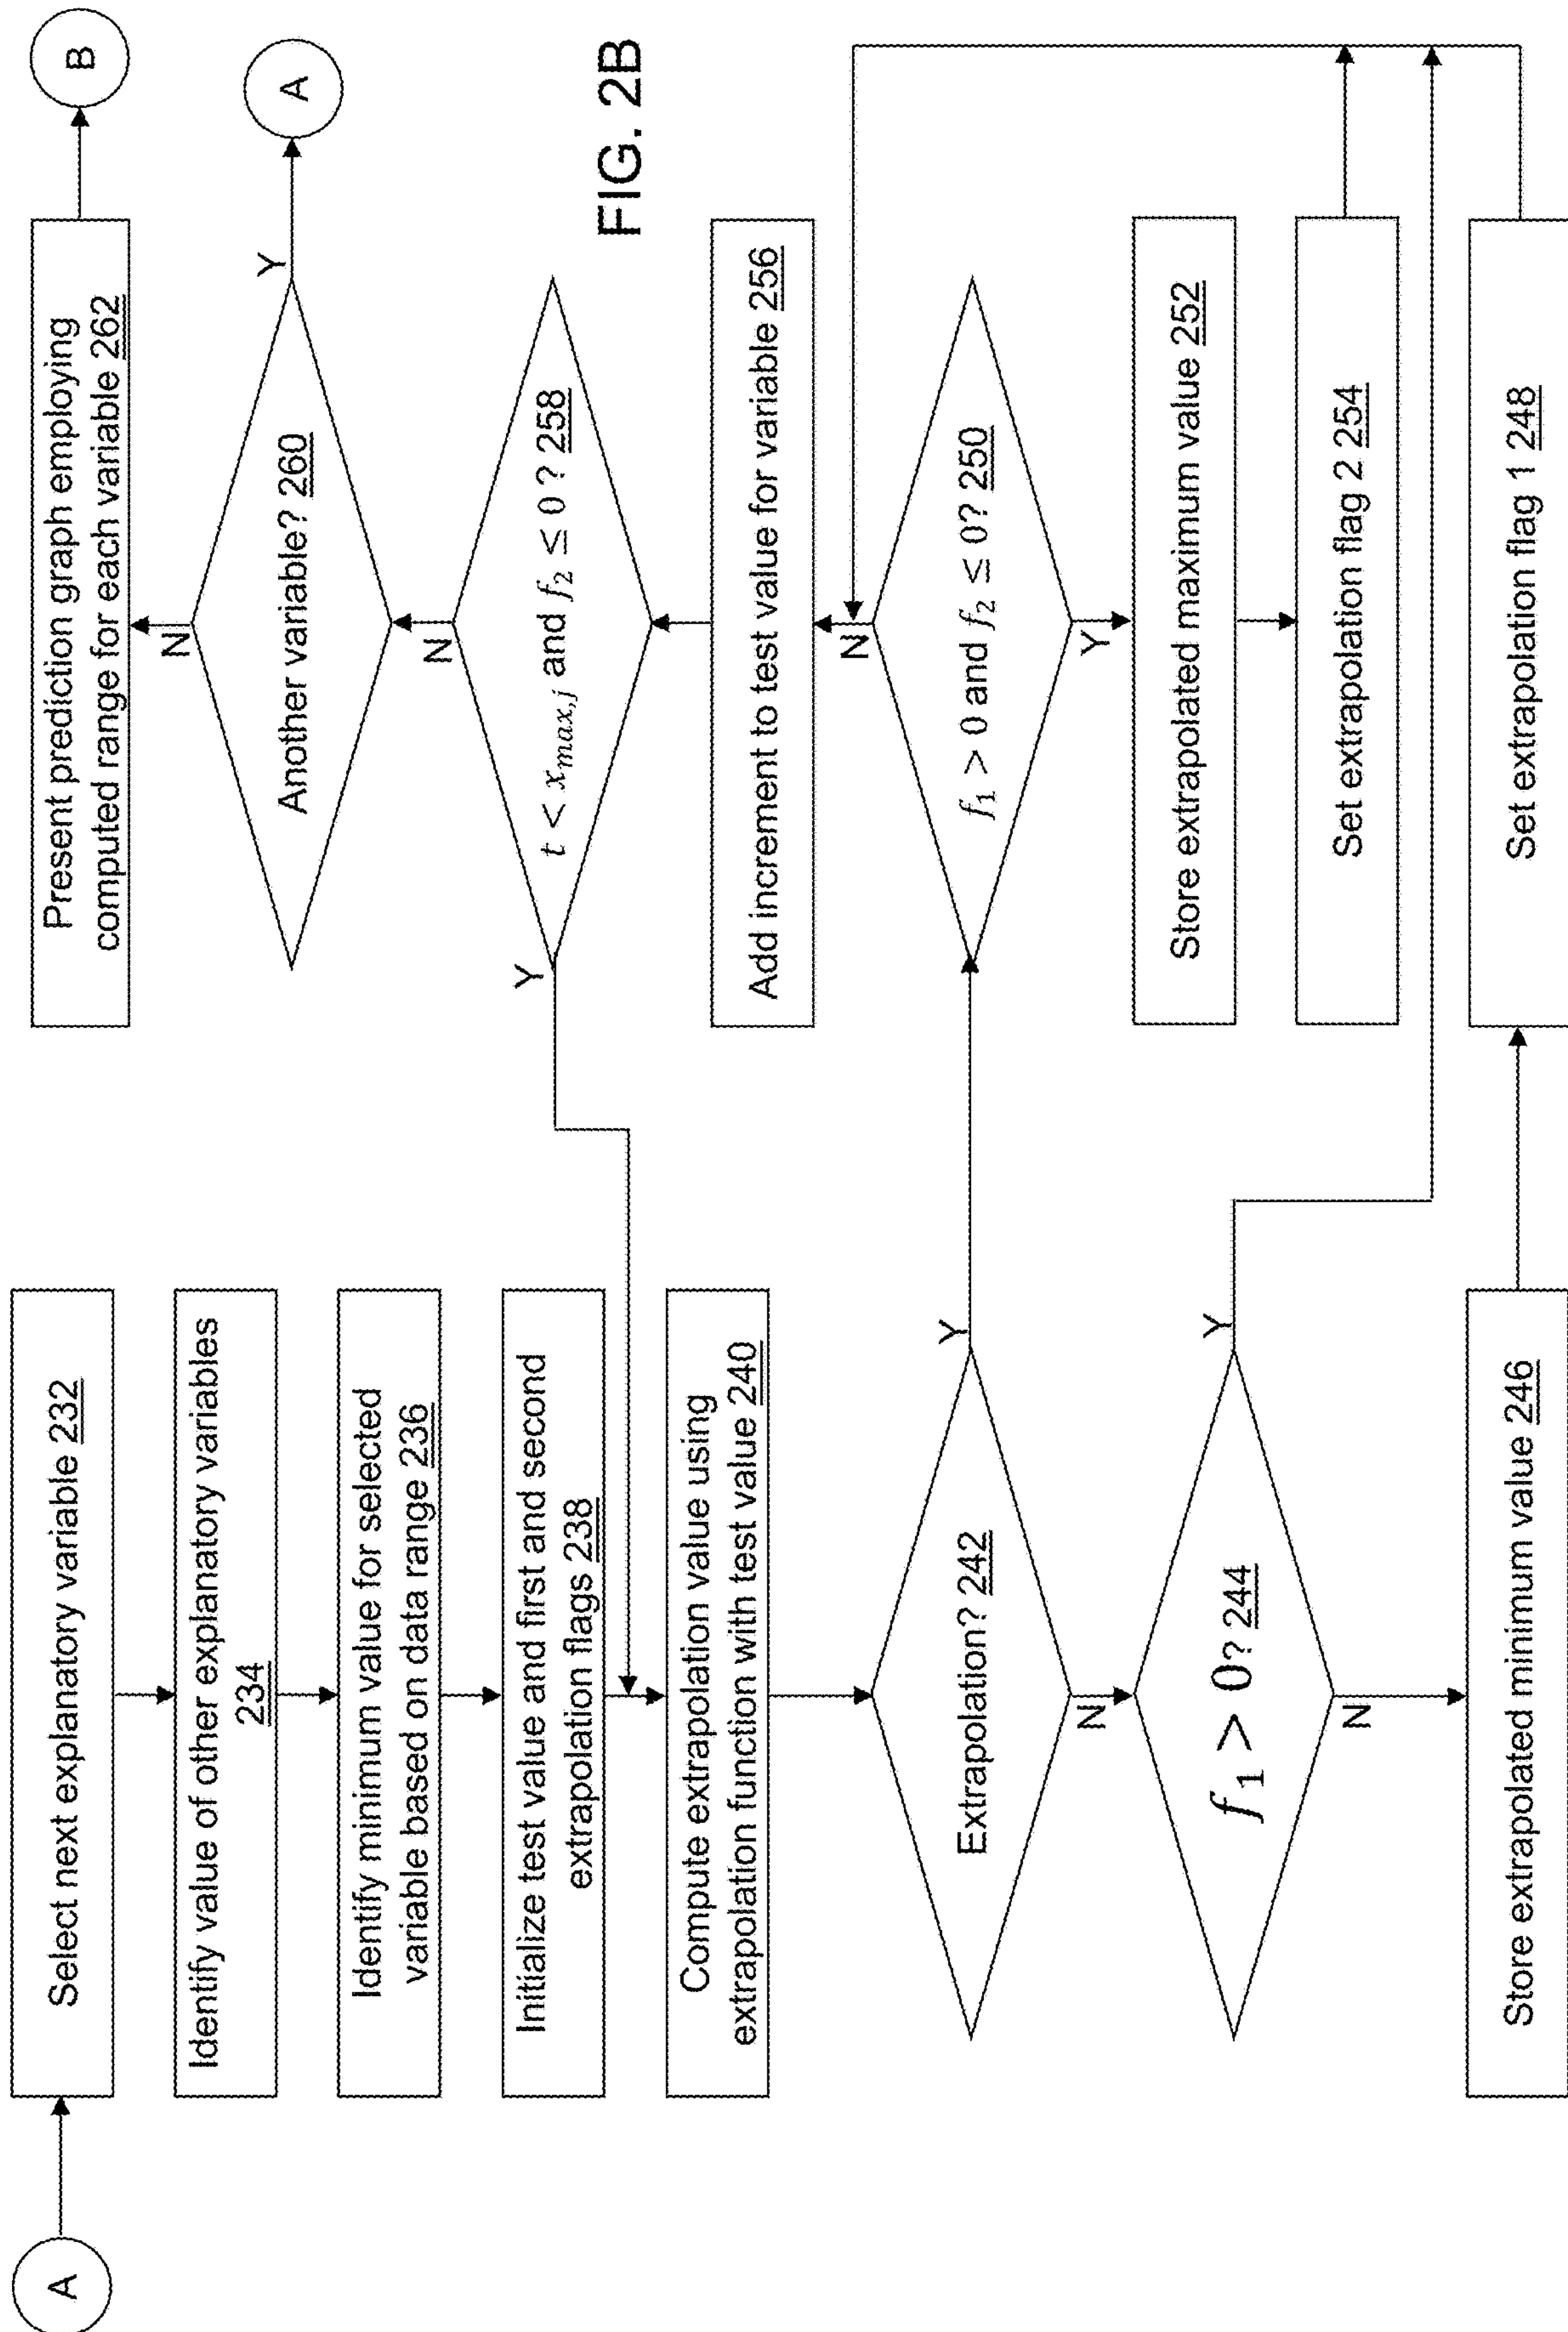 A
Select next explanatory variable 232
Identify value of other explanatory variables
234
Identify minimum value for selected
variable based on data range 236
Initialize test value and first and second
extrapolation flags 238
Compute extrapolation value using
extrapolation function with test value 240
Extrapolation? 242
Y
N
f₁ > 0? 244
Y
N
Store extrapolated minimum value 246
Present prediction graph employing
computed range for each variable 262
B
N
Another variable? 260
Y
A
N
t < x_{max,j} and f₂ ≤ 0 ? 258
Y
Add increment to test value for variable 256
N
f₁ > 0 and f₂ ≤ 0? 250
Y
Store extrapolated maximum value 252
Set extrapolation flag 2 254
Set extrapolation flag 1 248
FIG. 2B